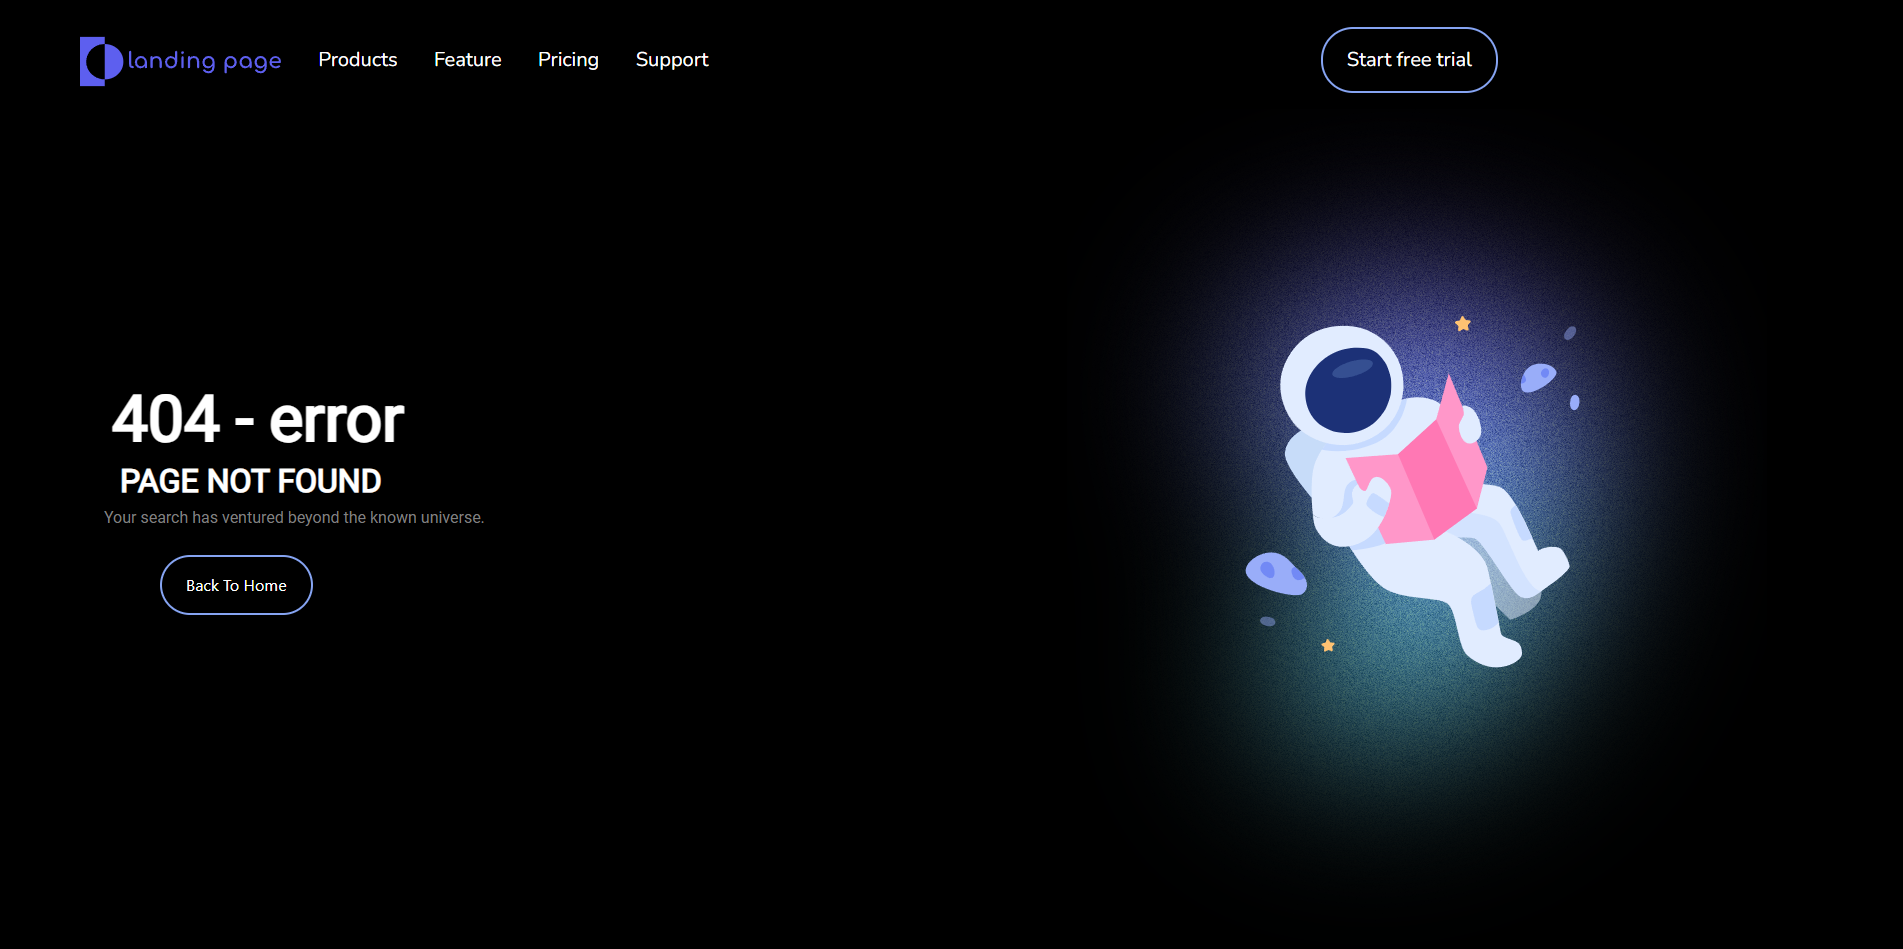 landing page Products Feature Pricing Support Start free trial
404 - error
PAGE NOT FOUND
Your search has ventured beyond the known universe.
Back To Home